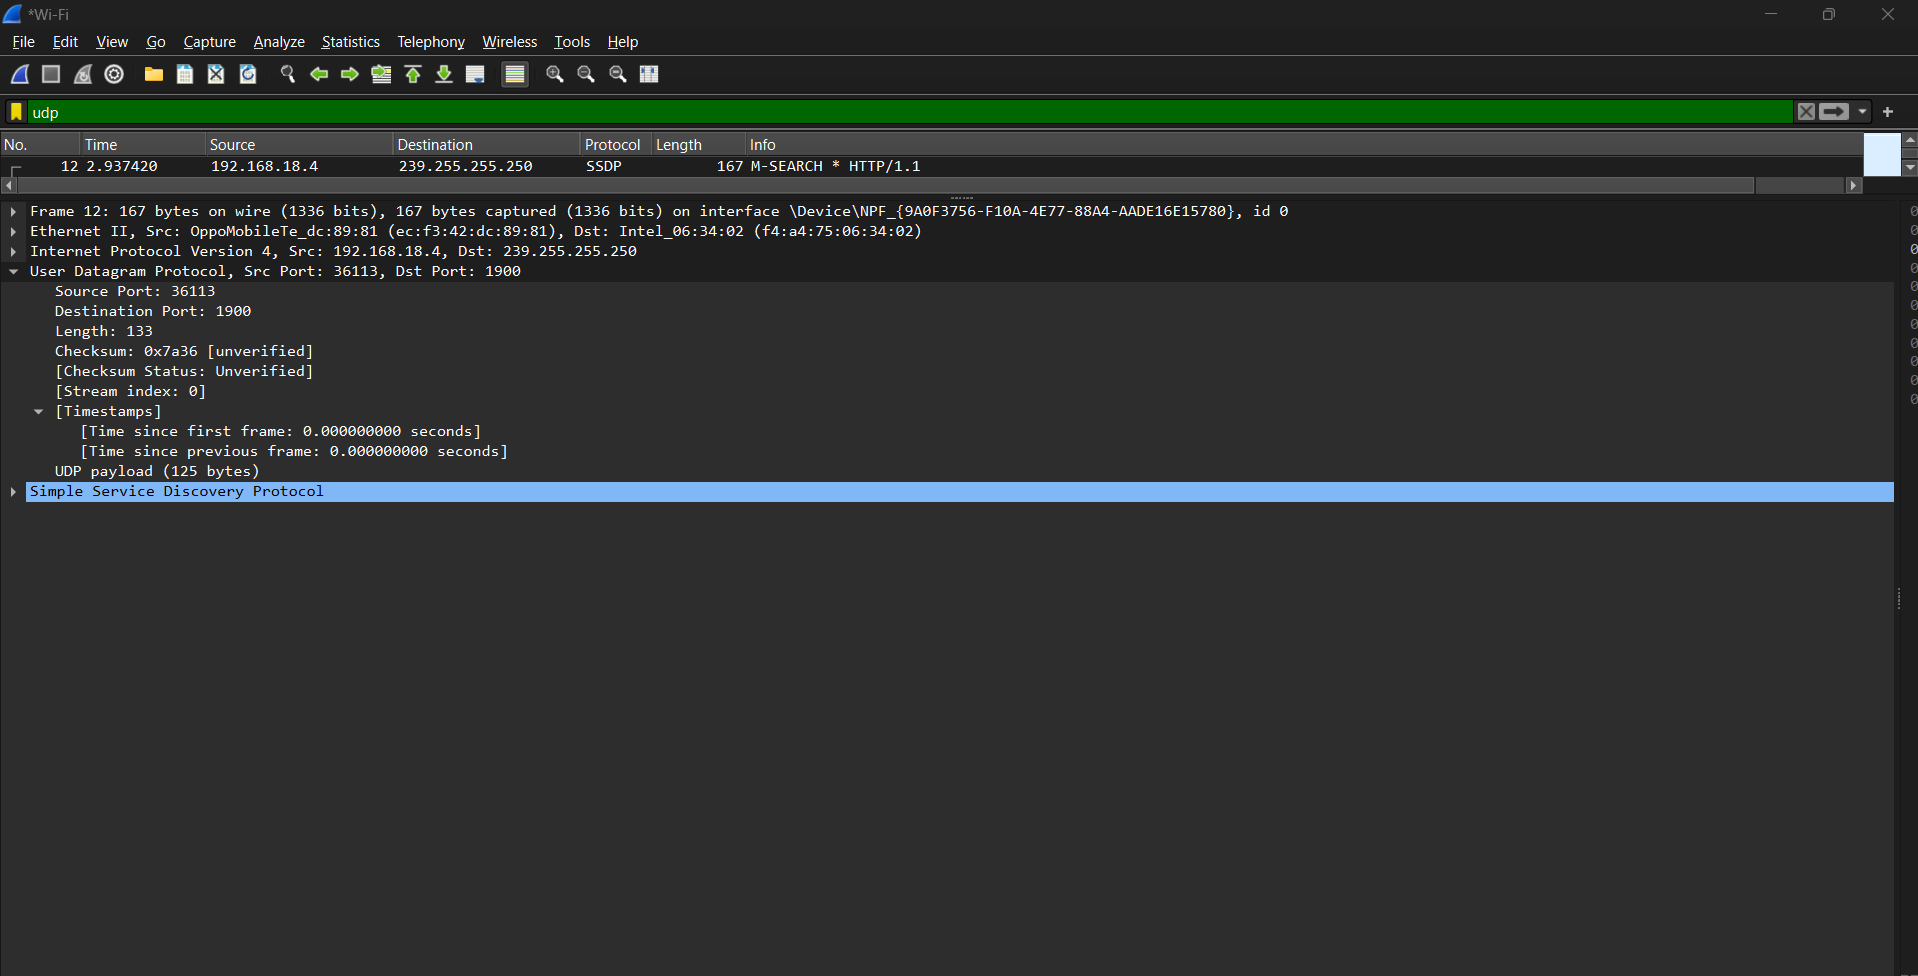 *Wi-Fi
File Edit View Go Capture Analyze Statistics Telephony Wireless Tools Help
udp
No. Time Source Destination Protocol Length Info
12 2.937420 192.168.18.4 239.255.255.250 SSDP 167 M-SEARCH * HTTP/1.1
Frame 12: 167 bytes on wire (1336 bits), 167 bytes captured (1336 bits) on interface \Device\NPF_{9A0F3756-F10A-4E77-88A4-AADE16E15780}, id 0
Ethernet II, Src: OppoMobileTe_dc:89:81 (ec:f3:42:dc:89:81), Dst: Intel_06:34:02 (f4:a4:75:06:34:02)
Internet Protocol Version 4, Src: 192.168.18.4, Dst: 239.255.255.250
User Datagram Protocol, Src Port: 36113, Dst Port: 1900
Source Port: 36113
Destination Port: 1900
Length: 133
Checksum: 0x7a36 [unverified]
[Checksum Status: Unverified]
[Stream index: 0]
[Timestamps]
[Time since first frame: 0.000000000 seconds]
[Time since previous frame: 0.000000000 seconds]
UDP payload (125 bytes)
Simple Service Discovery Protocol